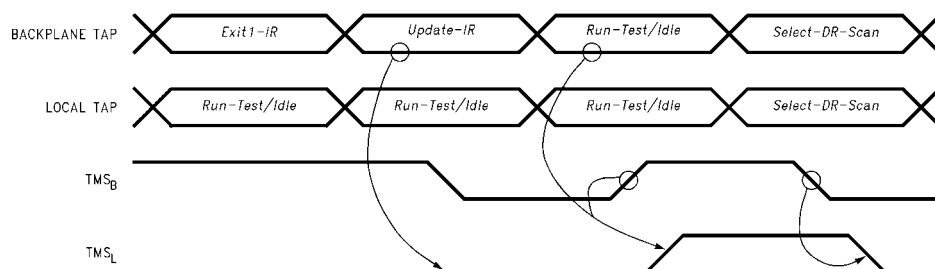 BACKPLANE TAP Exit1-IR Update-IR Run-Test/Idle Select-DR-Scan
LOCAL TAP Run-Test/Idle Run-Test/Idle Run-Test/Idle Select-DR-Scan
TMSB
TMSL